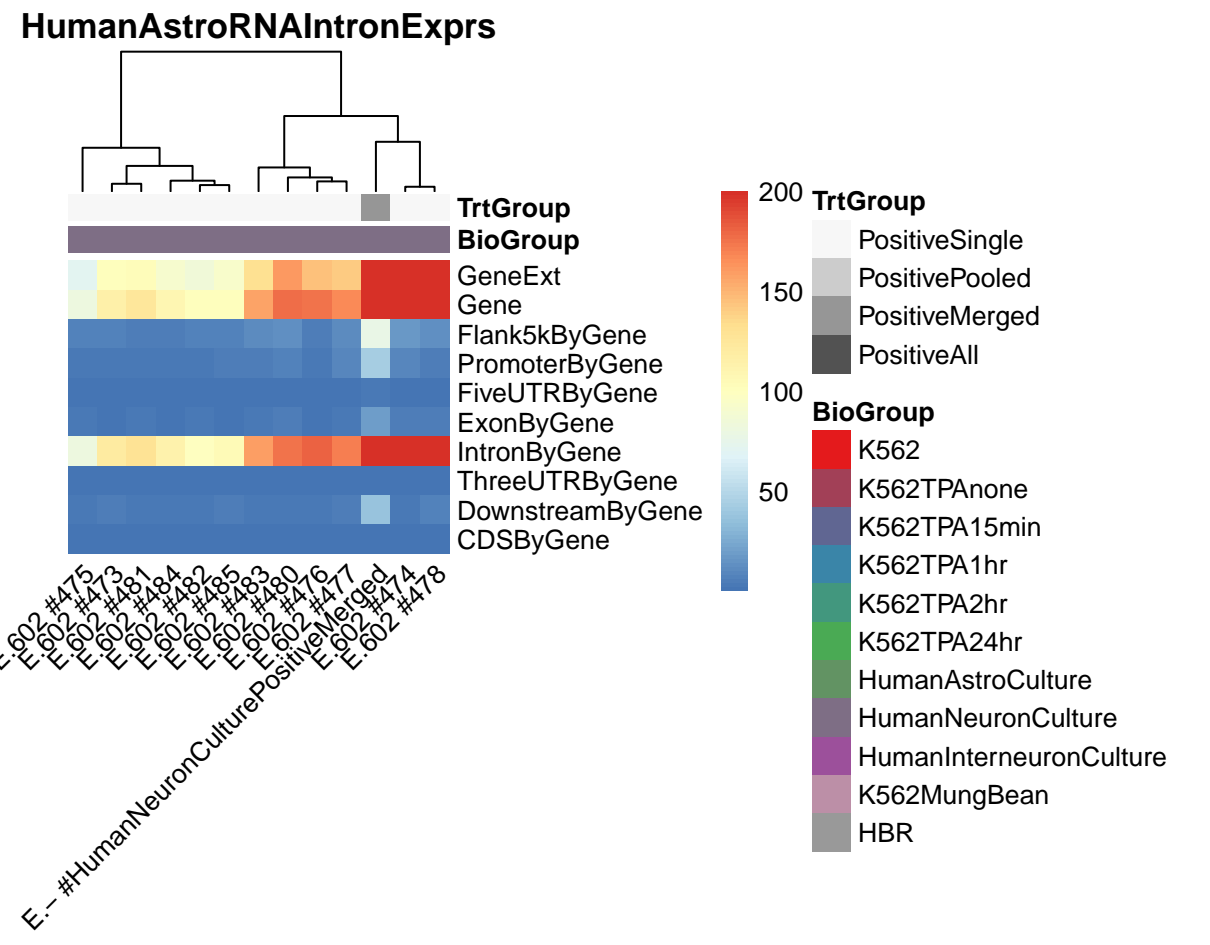 HumanAstroRNAIntronExprs
TrtGroup
BioGroup
GeneExt
Gene
Flank5kByGene
PromoterByGene
FiveUTRByGene
ExonByGene
IntronByGene
ThreeUTRByGene
DownstreamByGene
CDSByGene
E.602 #475
E.602 #473
E.602 #481
E.602 #484
E.602 #482
E.602 #485
E.602 #483
E.602 #480
E.602 #476
E.602 #477
E.– #HumanNeuronCulturePositiveMerged
E.602 #474
E.602 #478
200
150
100
50
TrtGroup
PositiveSingle
PositivePooled
PositiveMerged
PositiveAll
BioGroup
K562
K562TPAnone
K562TPA15min
K562TPA1hr
K562TPA2hr
K562TPA24hr
HumanAstroCulture
HumanNeuronCulture
HumanInterneuronCulture
K562MungBean
HBR